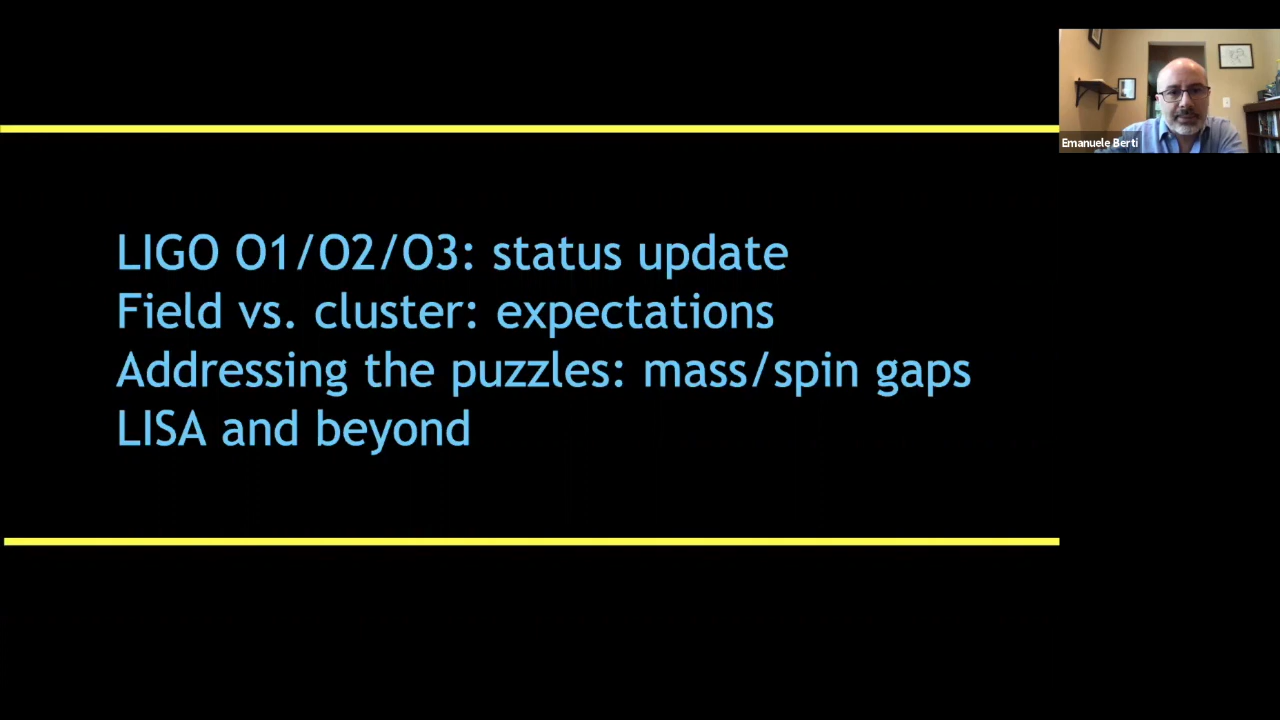 LIGO O1/O2/O3: status update
Field vs. cluster: expectations
Addressing the puzzles: mass/spin gaps
LISA and beyond
Emanuele Berti